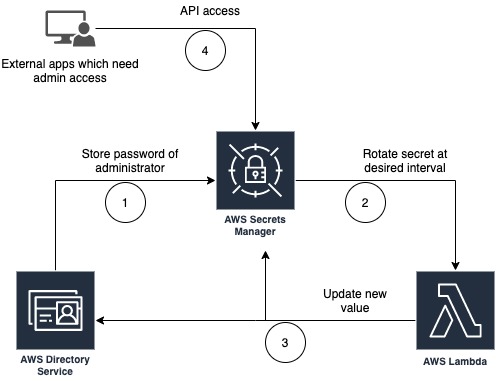 API access
4
External apps which need
admin access
Store password of
administrator
1
Rotate secret at
desired interval
2
AWS Secrets
Manager
Update new
value
3
AWS Directory
Service
AWS Lambda